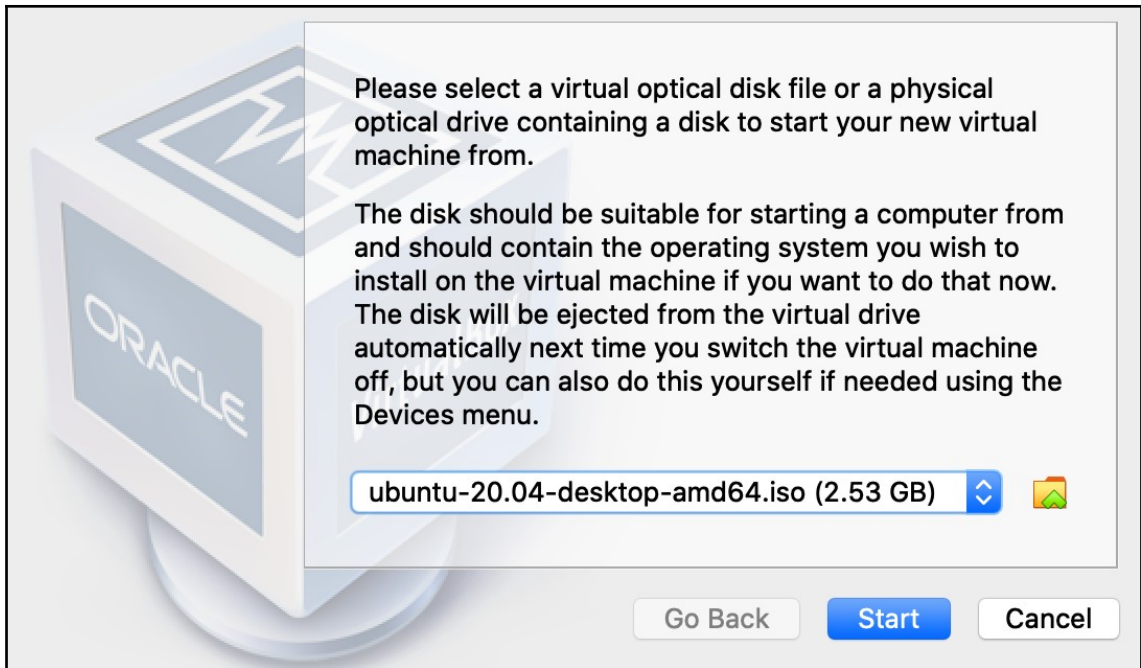 Please select a virtual optical disk file or a physical
optical drive containing a disk to start your new virtual
machine from.
The disk should be suitable for starting a computer from
and should contain the operating system you wish to
install on the virtual machine if you want to do that now.
The disk will be ejected from the virtual drive
automatically next time you switch the virtual machine
off, but you can also do this yourself if needed using the
Devices menu.
ORACLE
ubuntu-20.04-desktop-amd64.iso (2.53 GB)
Go Back
Start
Cancel